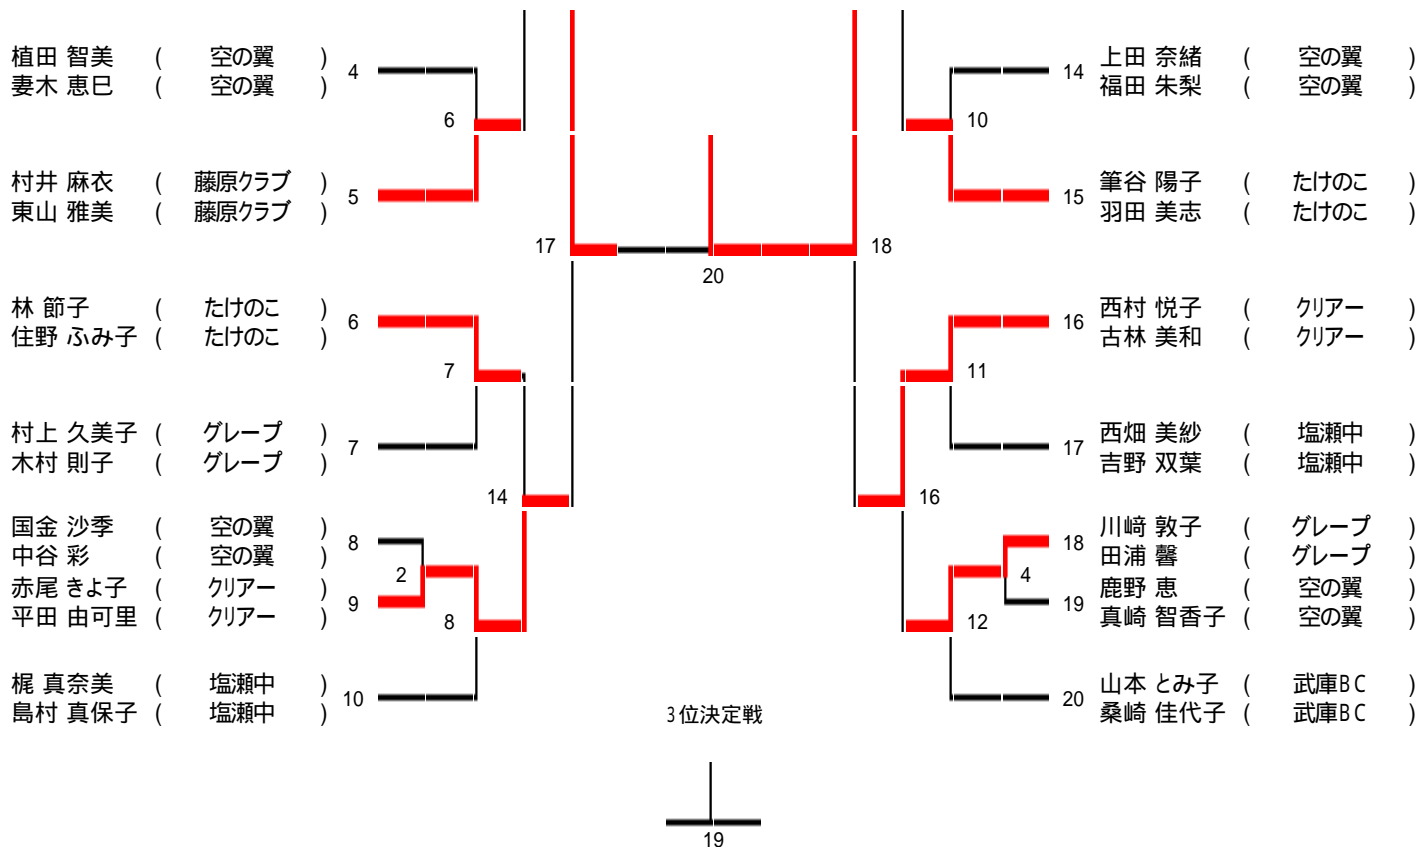 植田 智美 ( 空の翼 ) 4
妻木 恵巳 ( 空の翼 )
6
村井 麻衣 ( 藤原クラブ ) 5
東山 雅美 ( 藤原クラブ )
17
林 節子 ( たけのこ ) 6
住野 ふみ子 ( たけのこ )
7
村上 久美子 ( グレープ ) 7
木村 則子 ( グレープ )
14
国金 沙季 ( 空の翼 ) 8
中谷 彩 ( 空の翼 )
2
赤尾 きよ子 ( クリアー ) 9
平田 由可里 ( クリアー )
8
梶 真奈美 ( 塩瀬中 ) 10
島村 真保子 ( 塩瀬中 )
20
3位決定戦
19
14 上田 奈緒 ( 空の翼 )
福田 朱梨 ( 空の翼 )
10
15 筆谷 陽子 ( たけのこ )
羽田 美志 ( たけのこ )
18
16 西村 悦子 ( クリアー )
古林 美和 ( クリアー )
11
17 西畑 美紗 ( 塩瀬中 )
吉野 双葉 ( 塩瀬中 )
16
18 川﨑 敦子 ( グレープ )
田浦 馨 ( グレープ )
4
19 鹿野 恵 ( 空の翼 )
真崎 智香子 ( 空の翼 )
12
20 山本 とみ子 ( 武庫BC )
桑崎 佳代子 ( 武庫BC )